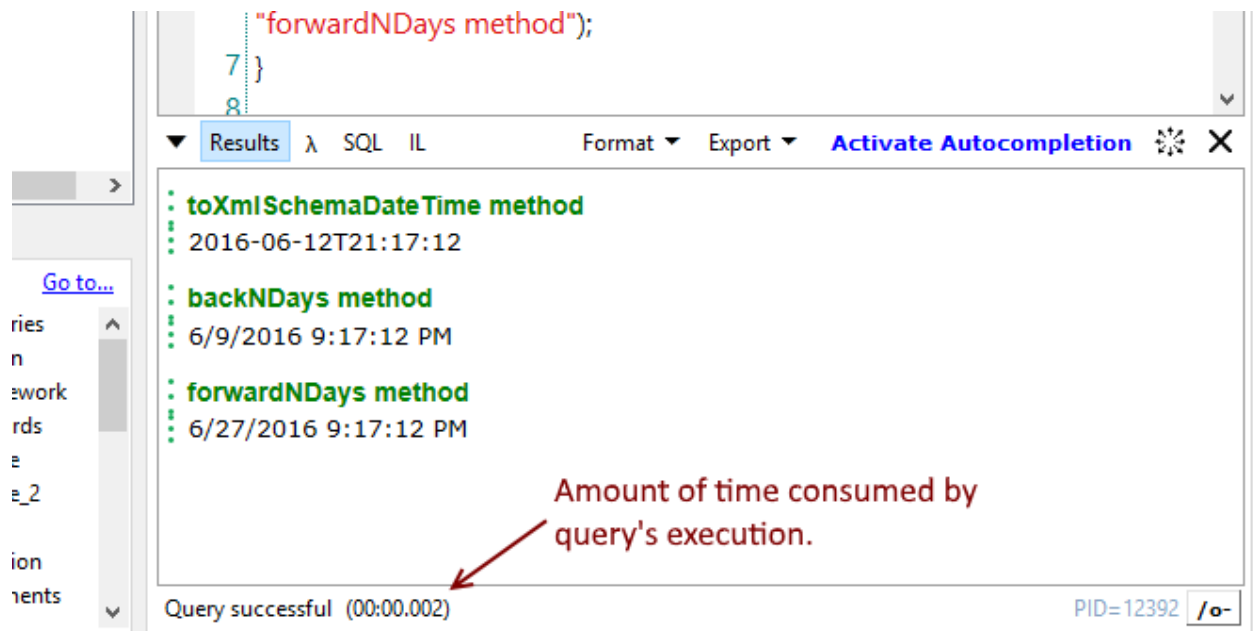 "forwardNDays method");
7 }
8
Results λ SQL IL Format Export Activate Autocompletion
toXmlSchemaDateTime method
2016-06-12T21:17:12
Go to...
backNDays method
ries
6/9/2016 9:17:12 PM
n
ework
forwardNDays method
rds
6/27/2016 9:17:12 PM
e
e_2
Amount of time consumed by
query's execution.
ion
nents
Query successful (00:00.002) PID=12392 /o-